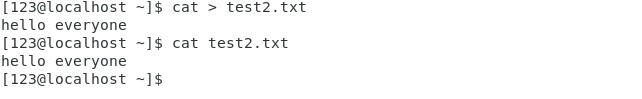 [123@localhost ~]$ cat > test2.txt
hello everyone
[123@localhost ~]$ cat test2.txt
hello everyone
[123@localhost ~]$